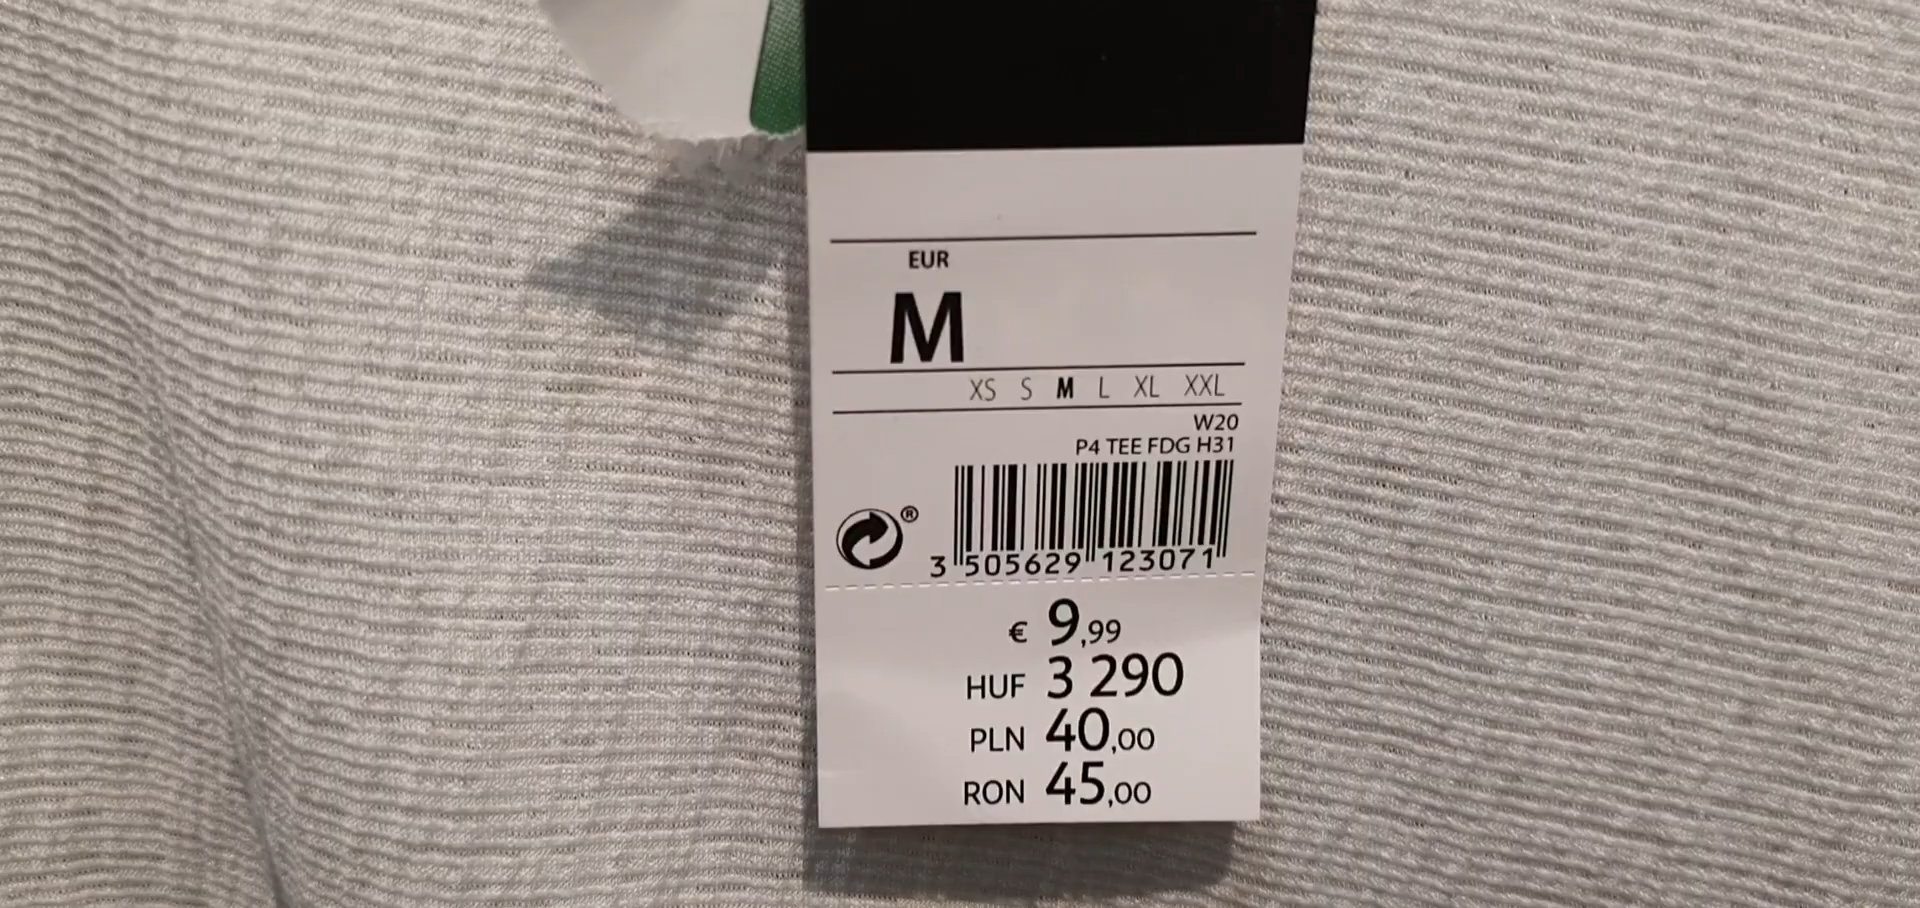 EUR
M
XS S M L XL XXL
W20
P4 TEE FDG H31
®
3 505629 123071
€ 9,99
HUF 3 290
PLN 40,00
RON 45,00